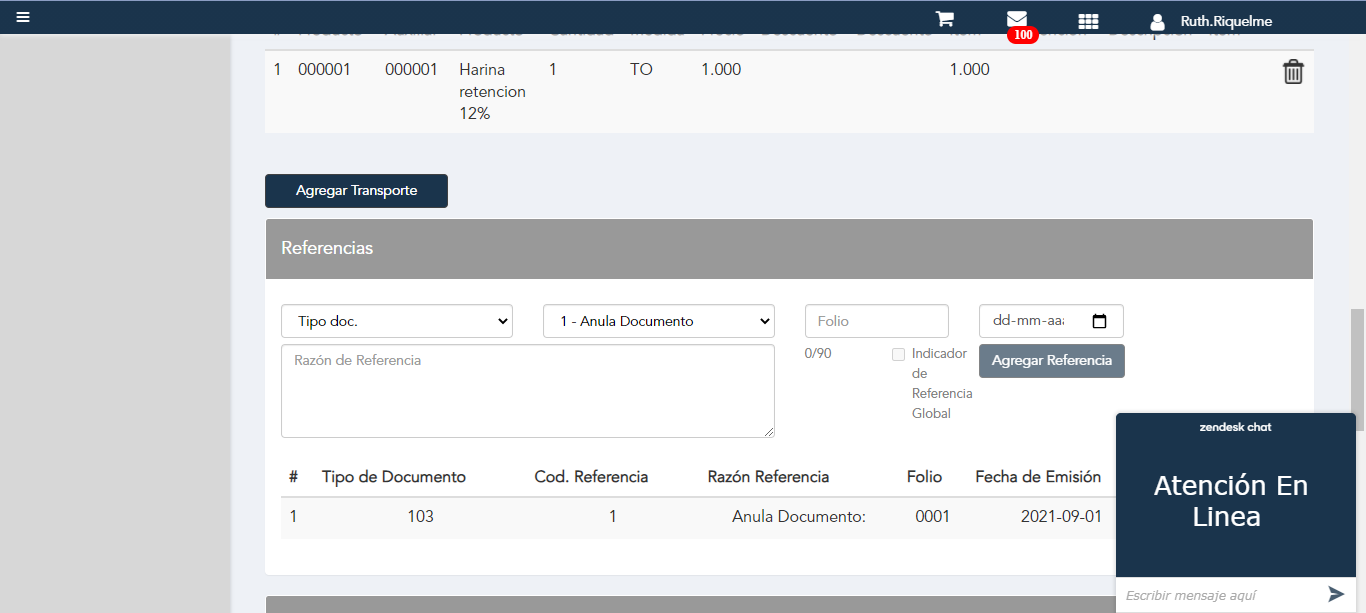 Ruth.Riquelme
100
1 000001 000001 Harina 1 TO 1.000 1.000
retencion
12%
Agregar Transporte
Referencias
Tipo doc. 1 - Anula Documento Folio dd-mm-aa
Razón de Referencia 0/90 Indicador Agregar Referencia
de
Referencia
Global
zendesk chat
Atención En
Linea
# Tipo de Documento Cod. Referencia Razón Referencia Folio Fecha de Emisión
1 103 1 Anula Documento: 0001 2021-09-01
Escribir mensaje aquí